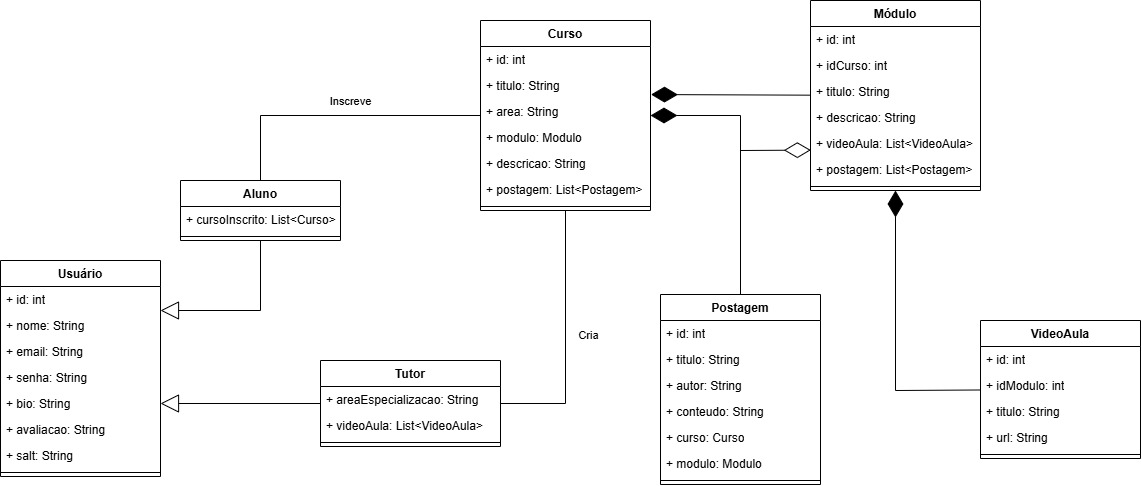 Curso
+ id: int
+ titulo: String
+ area: String
+ modulo: Modulo
+ descricao: String
+ postagem: List<Postagem>
Módulo
+ id: int
+ idCurso: int
+ titulo: String
+ descricao: String
+ videoAula: List<VideoAula>
+ postagem: List<Postagem>
Inscreve
Aluno
+ cursoInscrito: List<Curso>
Usuário
+ id: int
+ nome: String
+ email: String
+ senha: String
+ bio: String
+ avaliacao: String
+ salt: String
Cria
Tutor
+ areaEspecializacao: String
+ videoAula: List<VideoAula>
Postagem
+ id: int
+ titulo: String
+ autor: String
+ conteudo: String
+ curso: Curso
+ modulo: Modulo
VideoAula
+ id: int
+ idModulo: int
+ titulo: String
+ url: String